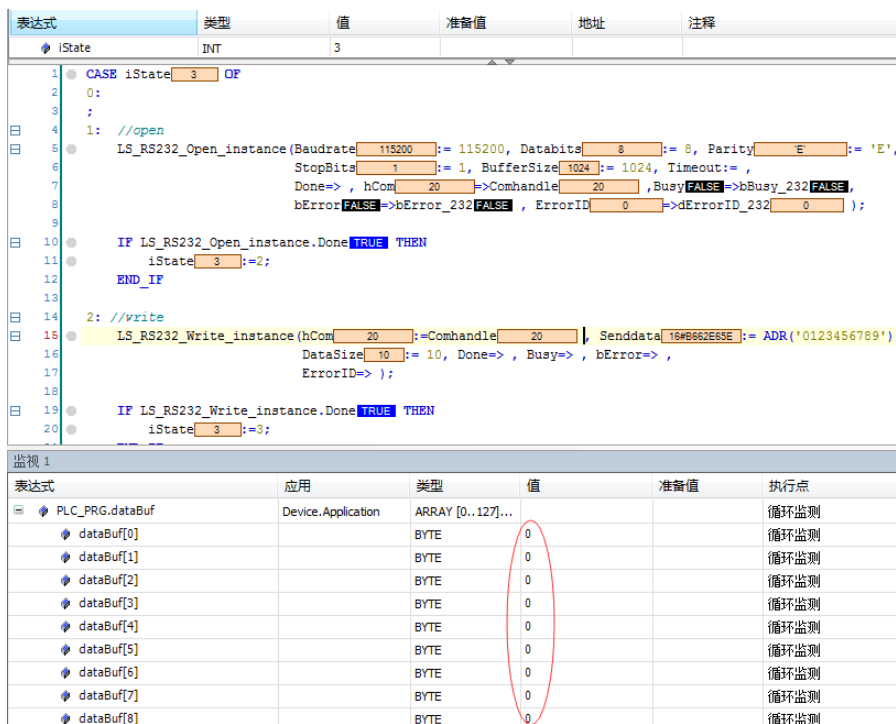 表达式 类型 值 准备值 地址 注释
iState INT 3
1 CASE iState 3 OF
2 0:
3 ;
4 1: //open
5 LS_RS232_Open_instance(Baudrate 115200 := 115200, Databits 8 := 8, Parity 'E' := 'E',
6 StopBits 1 := 1, BufferSize 1024 := 1024, Timeout:= ,
7 Done=> , hCom 20 =>Comhandle 20 ,Busy FALSE =>bBusy_232 FALSE ,
8 bError FALSE =>bError_232 FALSE , ErrorID 0 =>dErrorID_232 0 );
9
10 IF LS_RS232_Open_instance.Done TRUE THEN
11 iState 3 :=2;
12 END_IF
13
14 2: //write
15 LS_RS232_Write_instance(hCom 20 :=Comhandle 20 , Senddata 16#B662E65E := ADR('0123456789')
16 DataSize 10 := 10, Done=> , Busy=> , bError=> ,
17 ErrorID=> );
18
19 IF LS_RS232_Write_instance.Done TRUE THEN
20 iState 3 :=3;
监视 1
表达式 应用 类型 值 准备值 执行点
PLC_PRG.dataBuf Device.Application ARRAY [0..127]... 循环监测
dataBuf[0] BYTE 0 循环监测
dataBuf[1] BYTE 0 循环监测
dataBuf[2] BYTE 0 循环监测
dataBuf[3] BYTE 0 循环监测
dataBuf[4] BYTE 0 循环监测
dataBuf[5] BYTE 0 循环监测
dataBuf[6] BYTE 0 循环监测
dataBuf[7] BYTE 0 循环监测
dataBuf[8] BYTE 0 循环监测